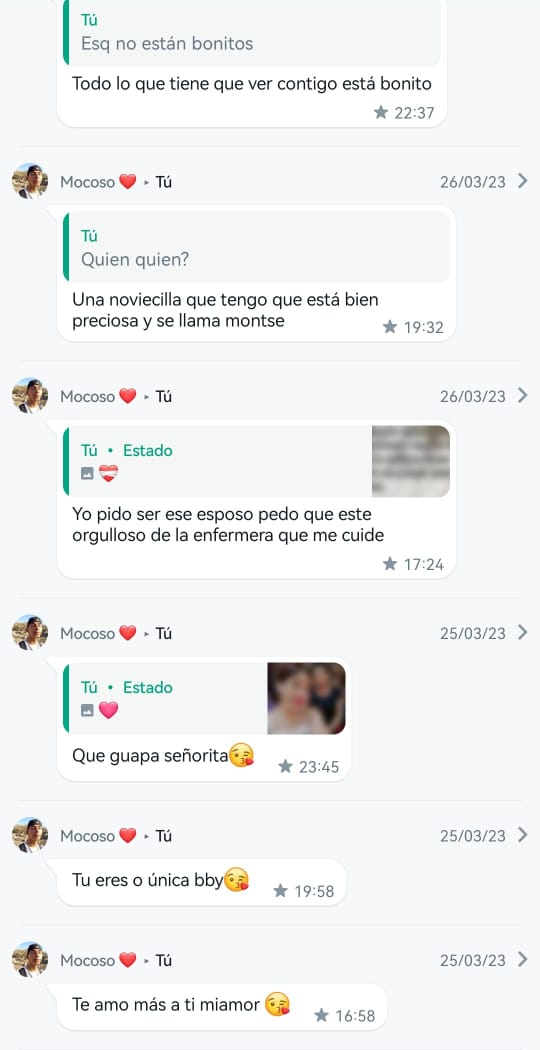 Tú
Esq no están bonitos
Todo lo que tiene que ver contigo está bonito
★ 22:37
Mocoso ❤️ ‣ Tú 26/03/23
Tú
Quien quien?
Una noviecilla que tengo que está bien
preciosa y se llama montse
★ 19:32
Mocoso ❤️ ‣ Tú 26/03/23
Tú • Estado
❤️‍🩹
Yo pido ser ese esposo pedo que este
orgulloso de la enfermera que me cuide
★ 17:24
Mocoso ❤️ ‣ Tú 25/03/23
Tú • Estado
💗
Que guapa señorita😘
★ 23:45
Mocoso ❤️ ‣ Tú 25/03/23
Tu eres o única bby😘
★ 19:58
Mocoso ❤️ ‣ Tú 25/03/23
Te amo más a ti miamor 😘
★ 16:58